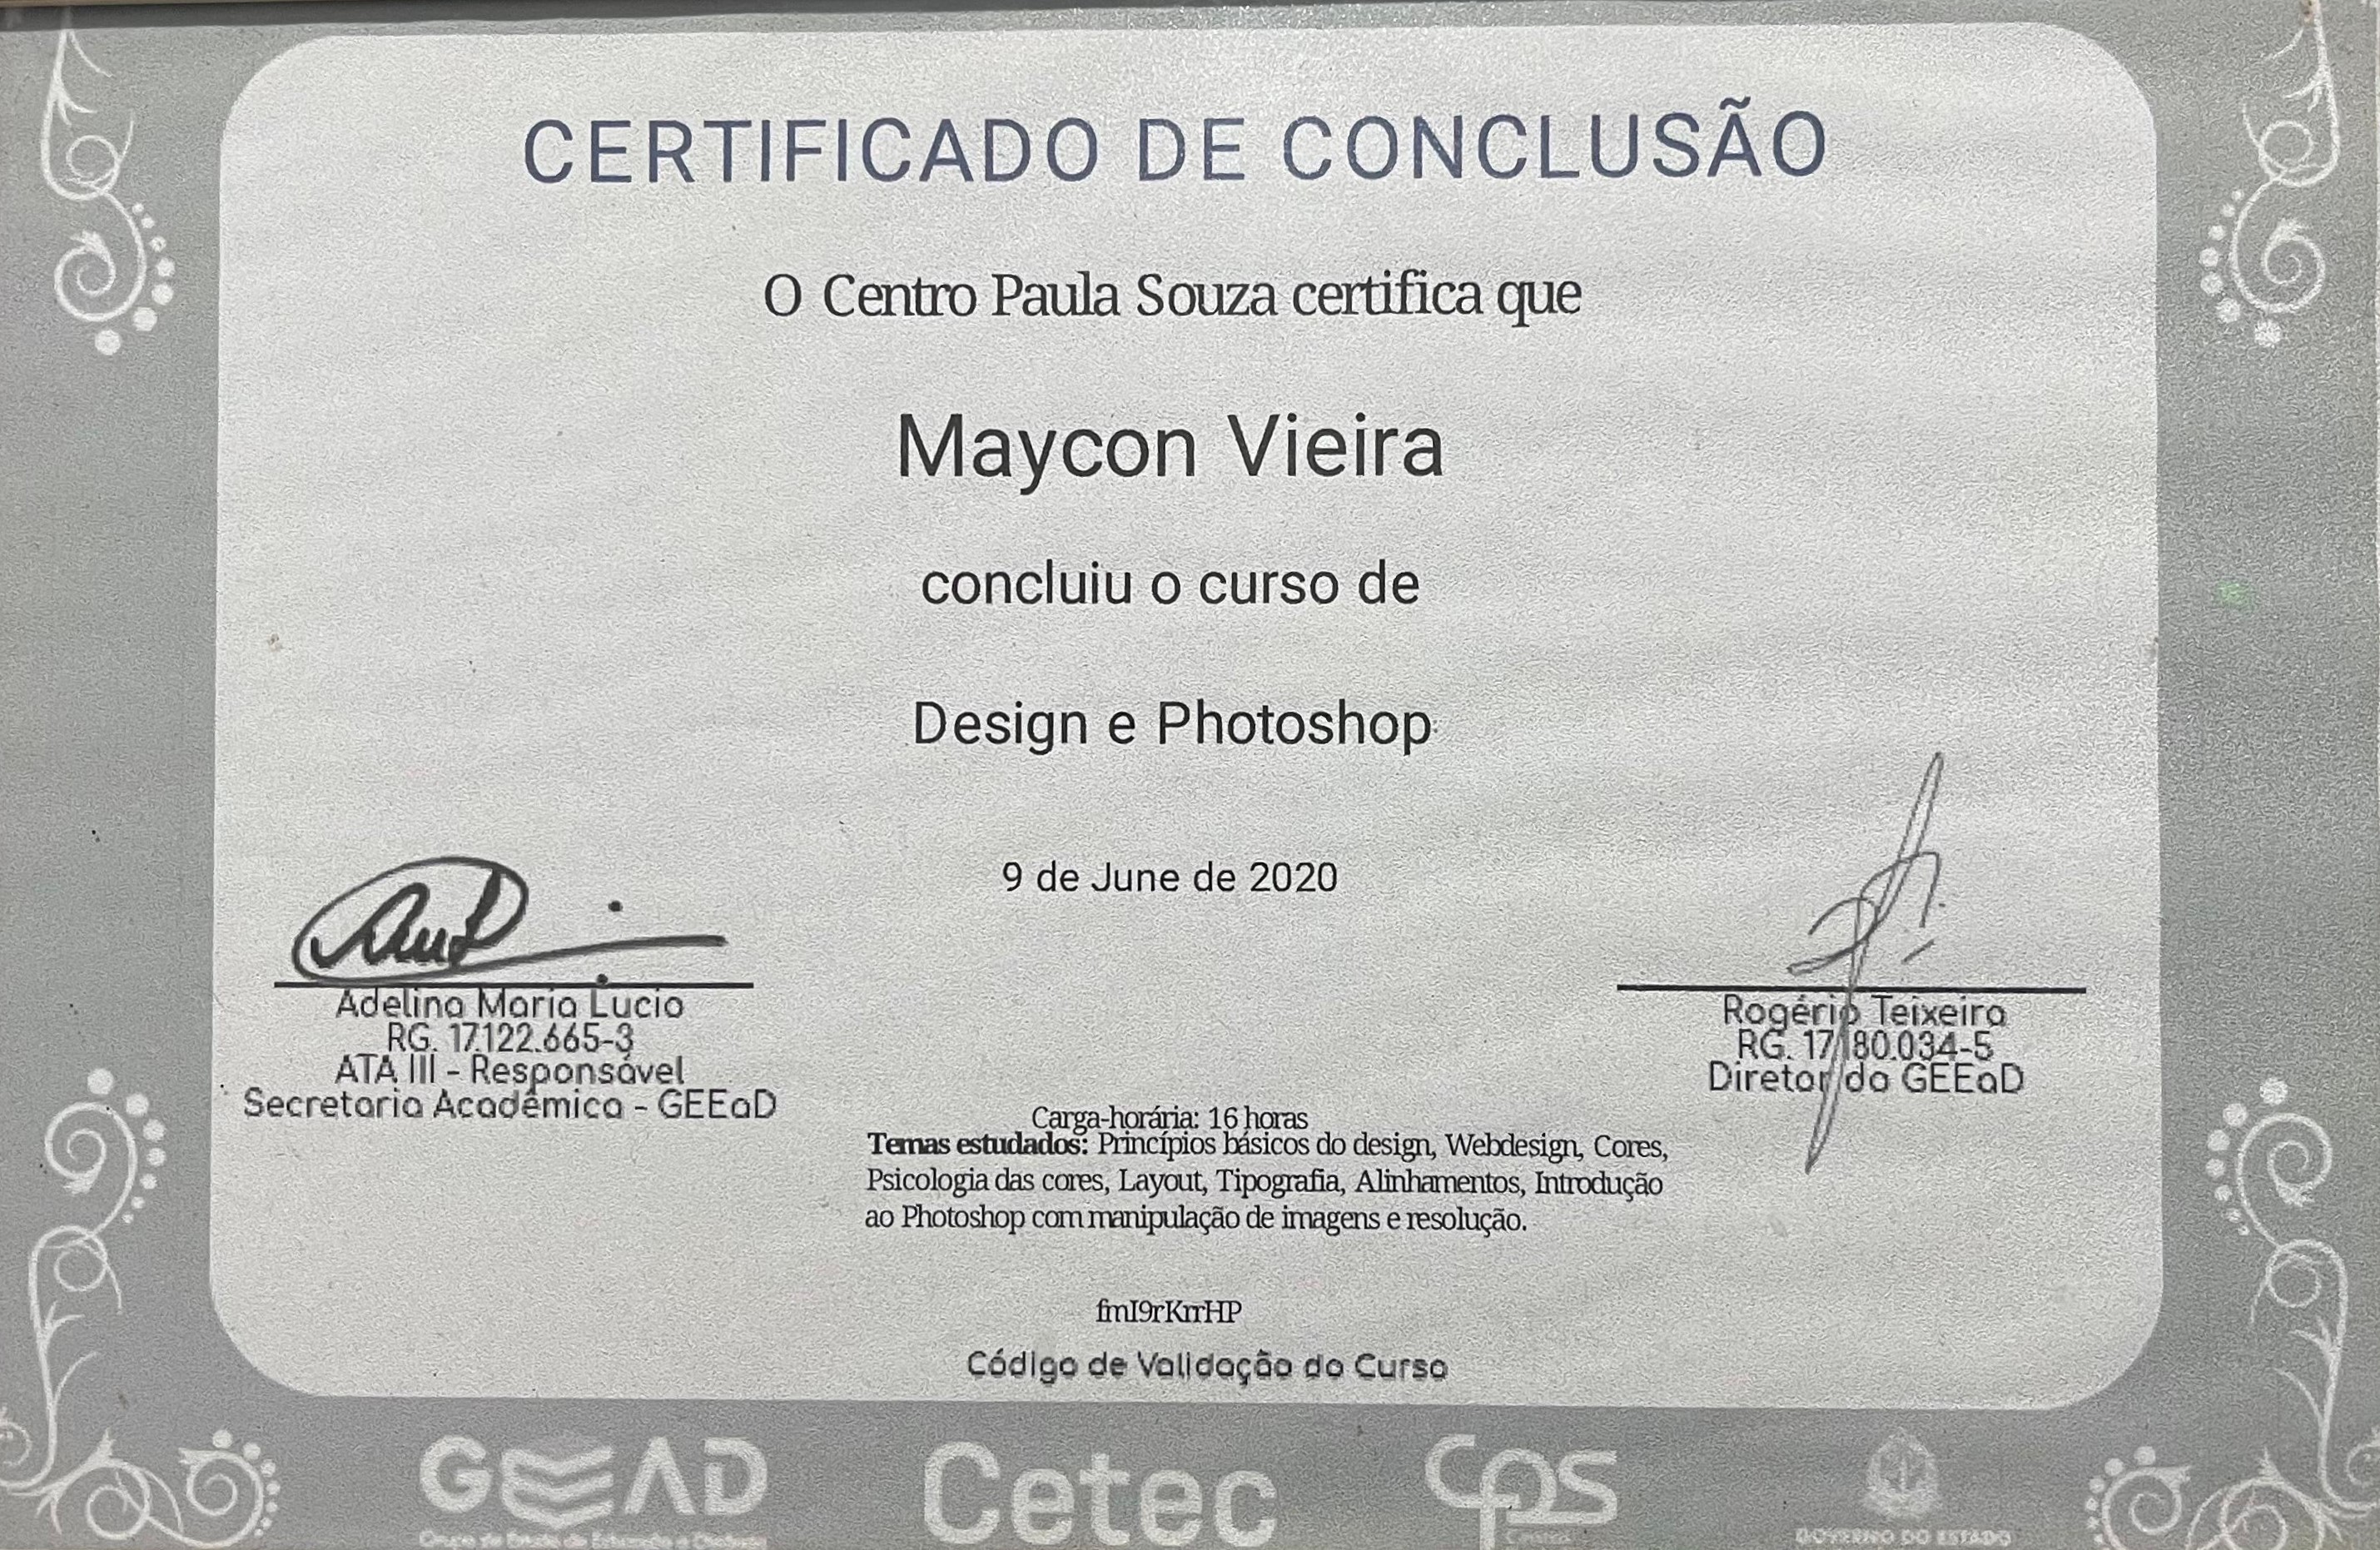 CERTIFICADO DE CONCLUSÃO
O Centro Paula Souza certifica que
Maycon Vieira
concluiu o curso de
Design e Photoshop
9 de June de 2020
Adelina Maria Lucio
RG. 17.122.665-3
ATA III - Responsável
Secretaria Acadêmica - GEEaD
Rogério Teixeira
RG. 17.180.034-5
Diretor do GEEaD
Carga-horária: 16 horas
Temas estudados: Princípios básicos do design, Webdesign, Cores,
Psicologia das cores, Layout, Tipografia, Alinhamentos, Introdução
ao Photoshop com manipulação de imagens e resolução.
fmI9rKrrHP
Código de Validação do Curso
GEEAD
Cetec
CPS
GOVERNO DO ESTADO